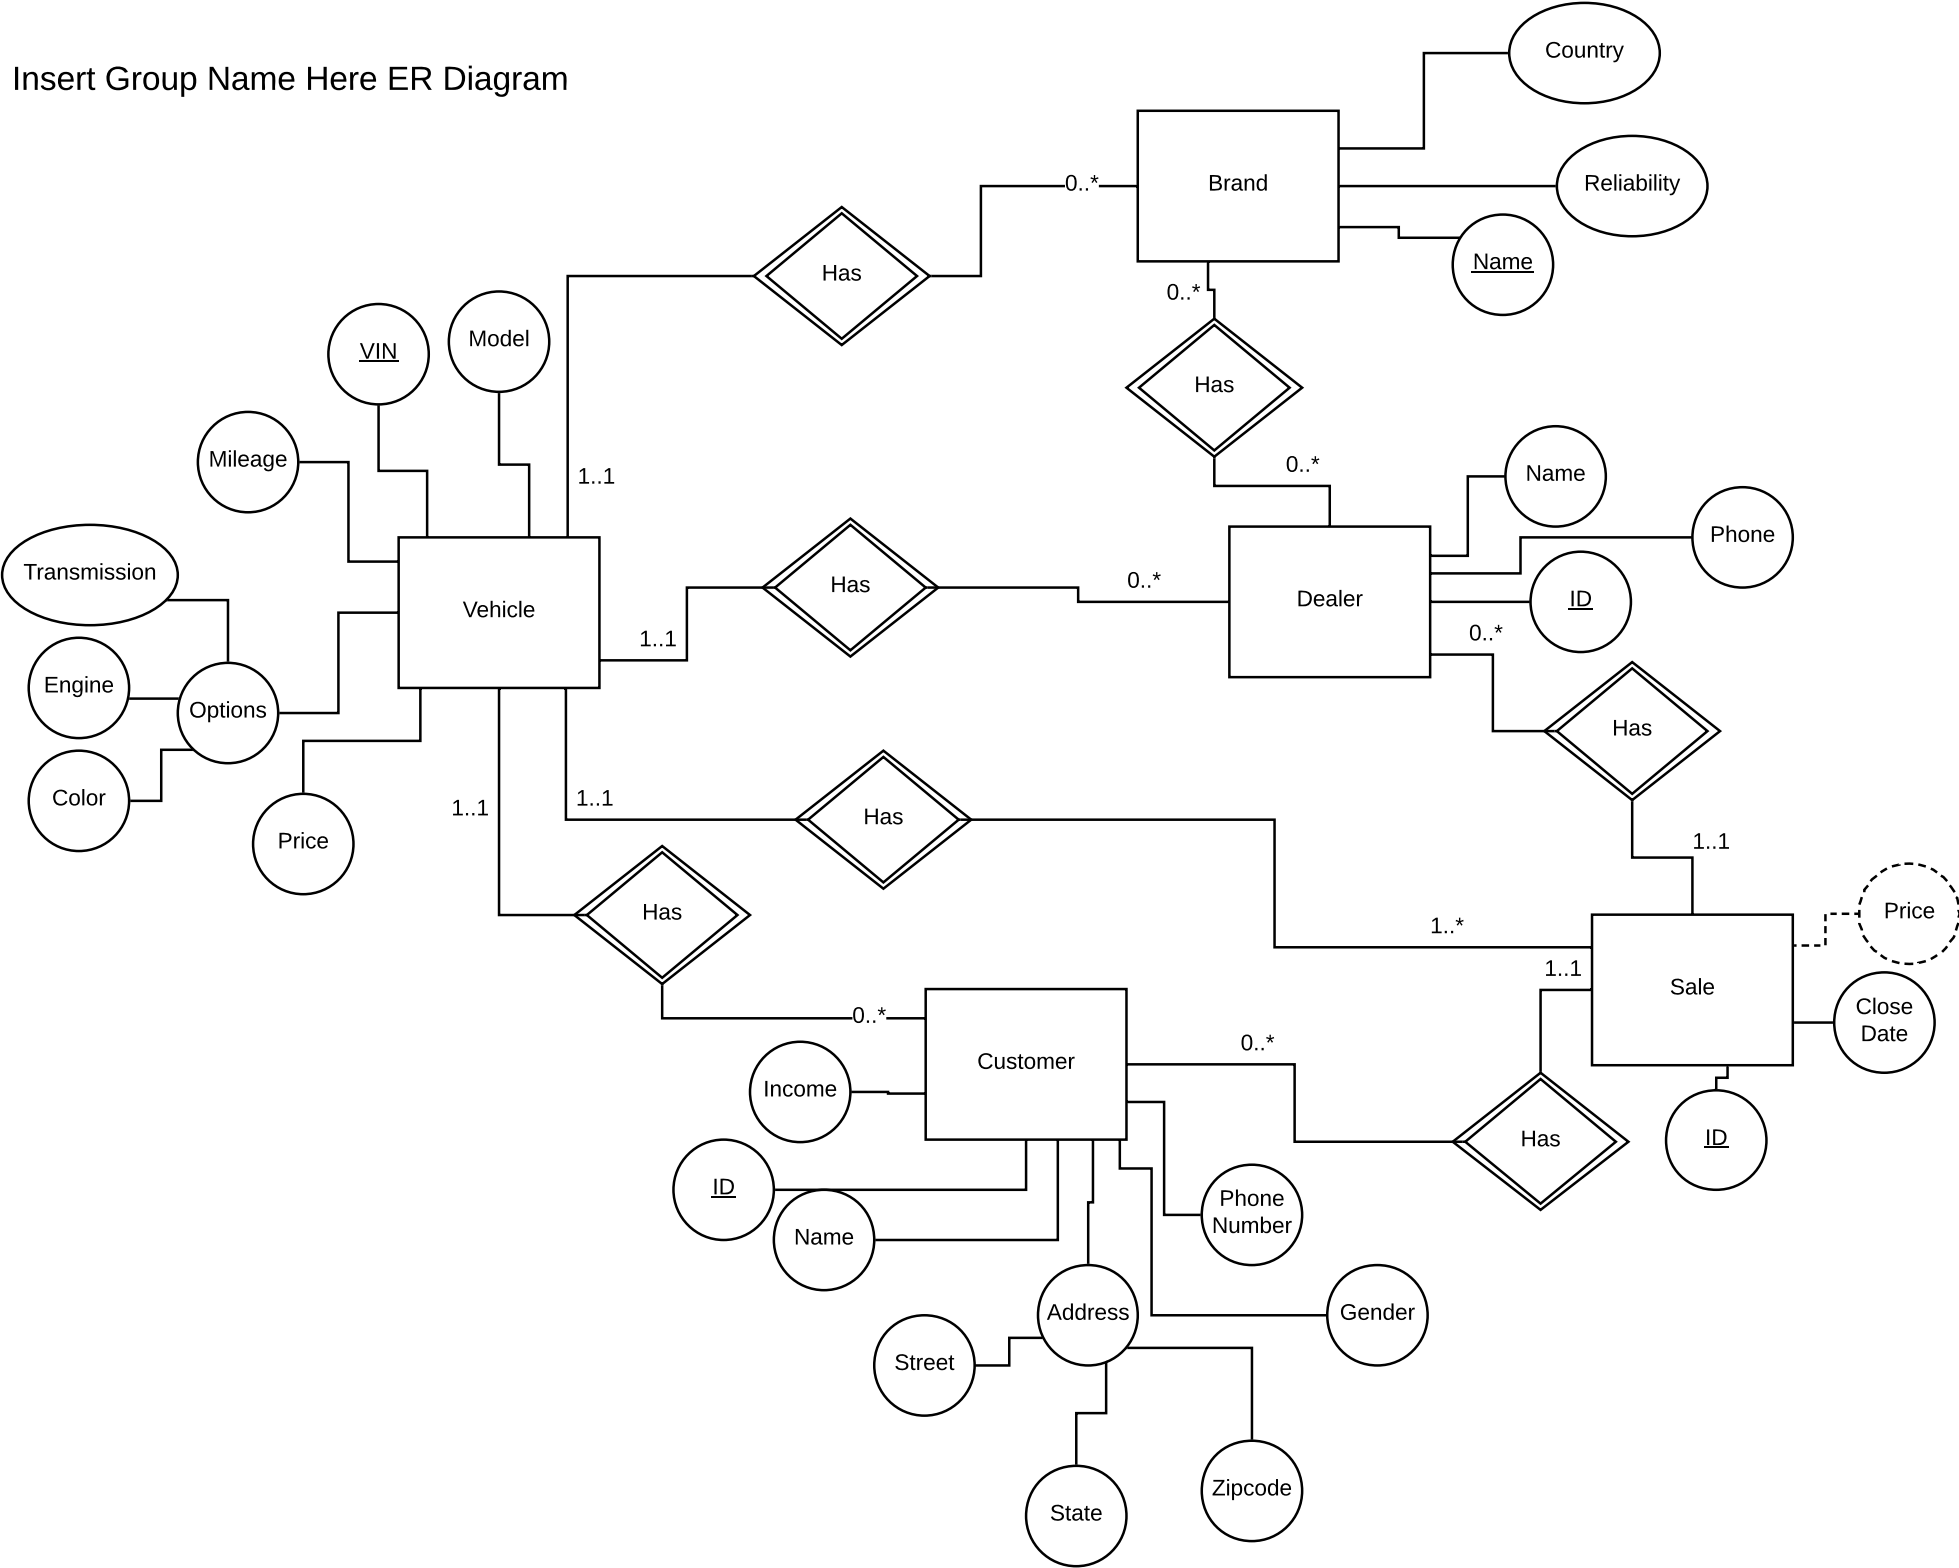 Insert Group Name Here ER Diagram
Country
Brand
Reliability
0..*
Name
Has
0..*
VIN
Model
Has
Mileage
1..1
0..*
Name
Phone
Transmission
Vehicle
Has
0..*
Dealer
ID
1..1
0..*
Engine
Options
Has
Color
Price
1..1
1..1
Has
1..1
Has
1..*
Price
1..1
Sale
Close
Date
0..*
Customer
0..*
Income
Has
ID
ID
Name
Phone
Number
Address
Gender
Street
State
Zipcode